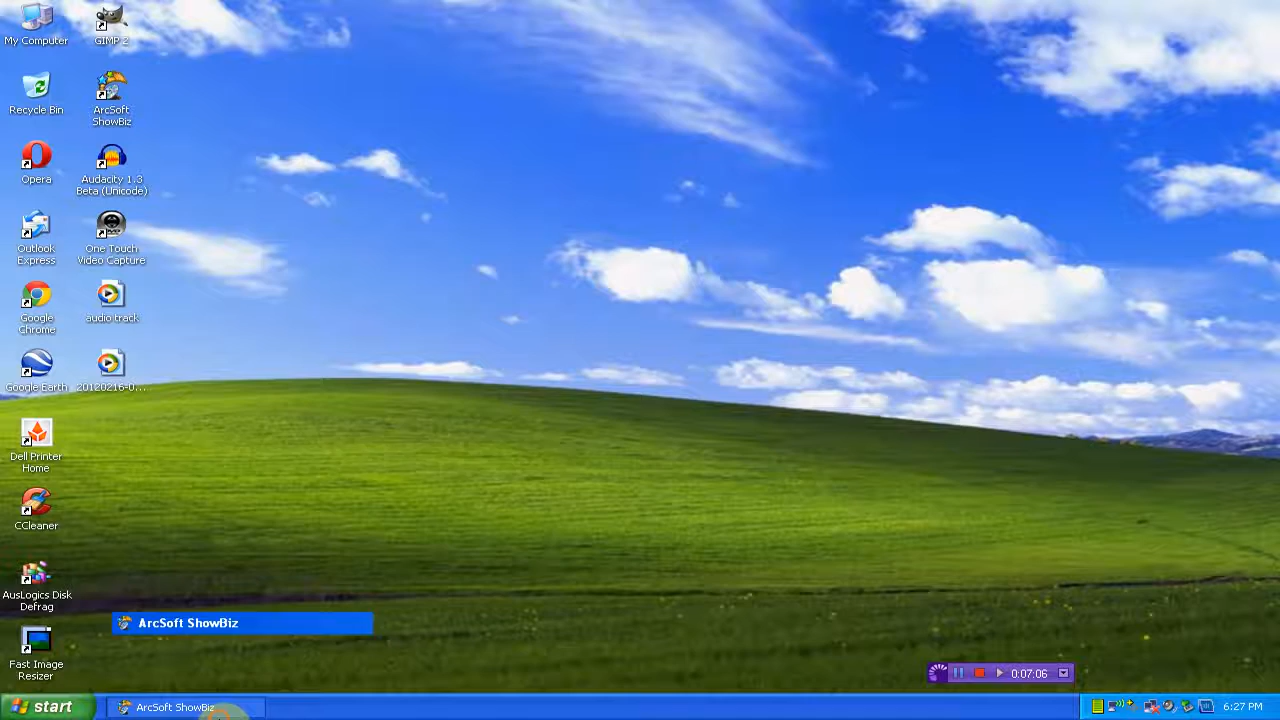 My Computer
GIMP 2
Recycle Bin
ArcSoft
ShowBiz
Opera
Audacity 1.3
Beta (Unicode)
Outlook
Express
One Touch
Video Capture
Google
Chrome
audio track
Google Earth
20120216-0...
Dell Printer
Home
CCleaner
AusLogics Disk
Defrag
ArcSoft ShowBiz
Fast Image
Resizer
0:07:06
start
ArcSoft ShowBiz
6:27 PM